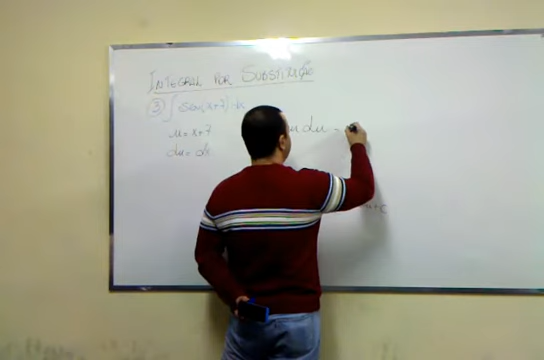 INTEGRAL POR SUBSTITUIÇÃO
③ ∫ sen(x+7) dx
u = x+7
u du =
du = dx
+ c